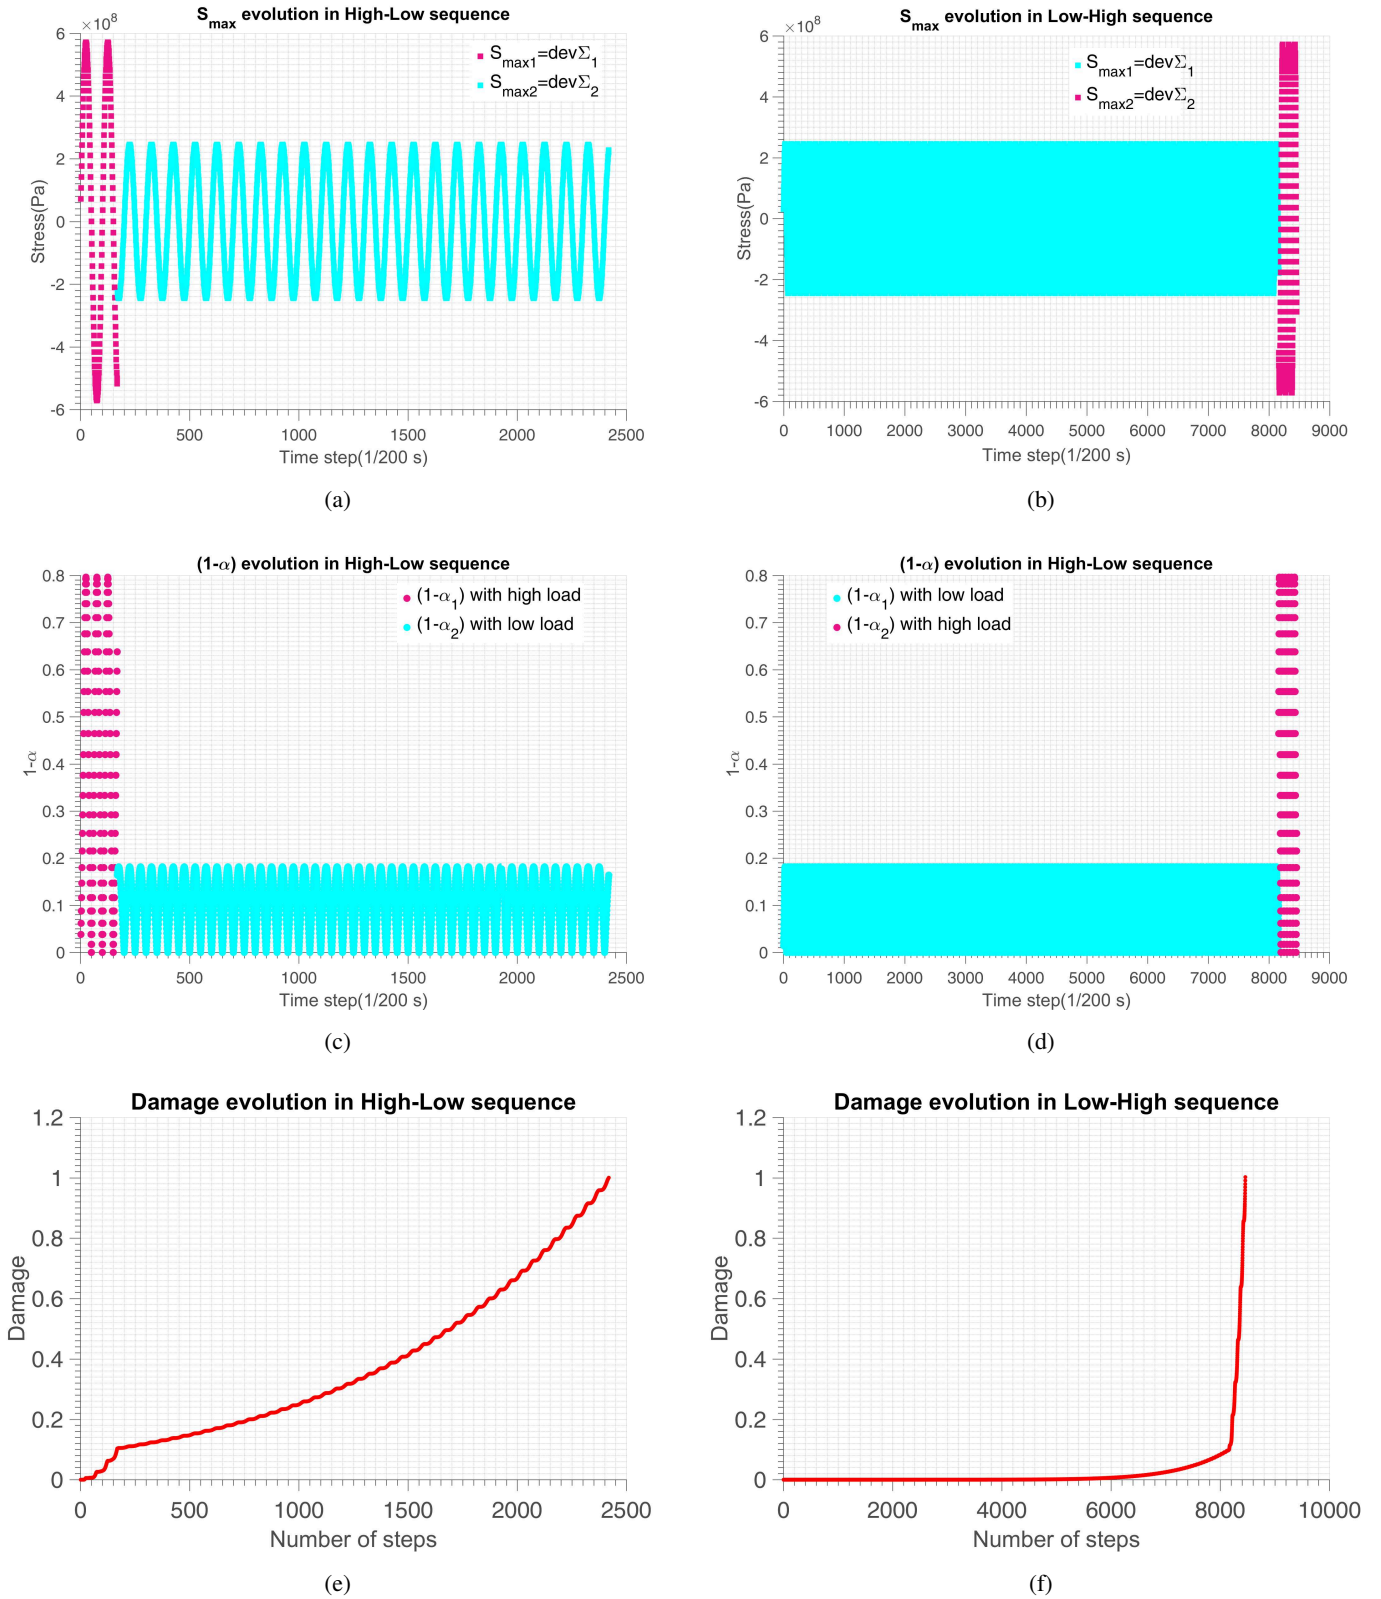 S_max evolution in High-Low sequence
×10^8
S_max1=devΣ_1
S_max2=devΣ_2
6
4
2
0
-2
-4
-6
Stress(Pa)
0 500 1000 1500 2000 2500
Time step(1/200 s)
(a)
S_max evolution in Low-High sequence
×10^8
S_max1=devΣ_1
S_max2=devΣ_2
6
4
2
0
-2
-4
-6
Stress(Pa)
0 1000 2000 3000 4000 5000 6000 7000 8000 9000
Time step(1/200 s)
(b)
(1-α) evolution in High-Low sequence
(1-α_1) with high load
(1-α_2) with low load
0.8
0.7
0.6
0.5
0.4
0.3
0.2
0.1
0
1-α
0 500 1000 1500 2000 2500
Time step(1/200 s)
(c)
(1-α) evolution in High-Low sequence
(1-α_1) with low load
(1-α_2) with high load
0.8
0.7
0.6
0.5
0.4
0.3
0.2
0.1
0
1-α
0 1000 2000 3000 4000 5000 6000 7000 8000 9000
Time step(1/200 s)
(d)
Damage evolution in High-Low sequence
1.2
1
0.8
0.6
0.4
0.2
0
Damage
0 500 1000 1500 2000 2500
Number of steps
(e)
Damage evolution in Low-High sequence
1.2
1
0.8
0.6
0.4
0.2
0
Damage
0 2000 4000 6000 8000 10000
Number of steps
(f)